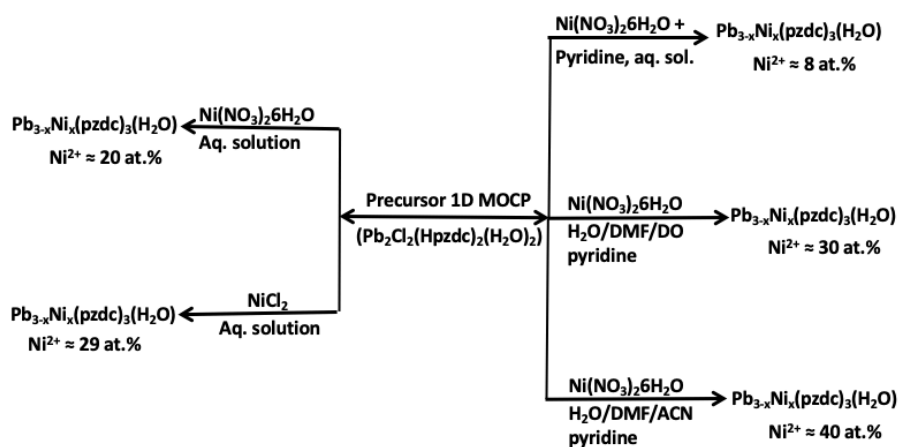 Ni(NO₃)₂6H₂O +
Pyridine, aq. sol.
Pb₃₋ₓNiₓ(pzdc)₃(H₂O)
Ni²⁺ ≈ 8 at.%
Pb₃₋ₓNiₓ(pzdc)₃(H₂O)
Ni²⁺ ≈ 20 at.%
Ni(NO₃)₂6H₂O
Aq. solution
Precursor 1D MOCP
(Pb₂Cl₂(Hpzdc)₂(H₂O)₂)
Ni(NO₃)₂6H₂O
H₂O/DMF/DO
pyridine
Pb₃₋ₓNiₓ(pzdc)₃(H₂O)
Ni²⁺ ≈ 30 at.%
Pb₃₋ₓNiₓ(pzdc)₃(H₂O)
Ni²⁺ ≈ 29 at.%
NiCl₂
Aq. solution
Ni(NO₃)₂6H₂O
H₂O/DMF/ACN
pyridine
Pb₃₋ₓNiₓ(pzdc)₃(H₂O)
Ni²⁺ ≈ 40 at.%